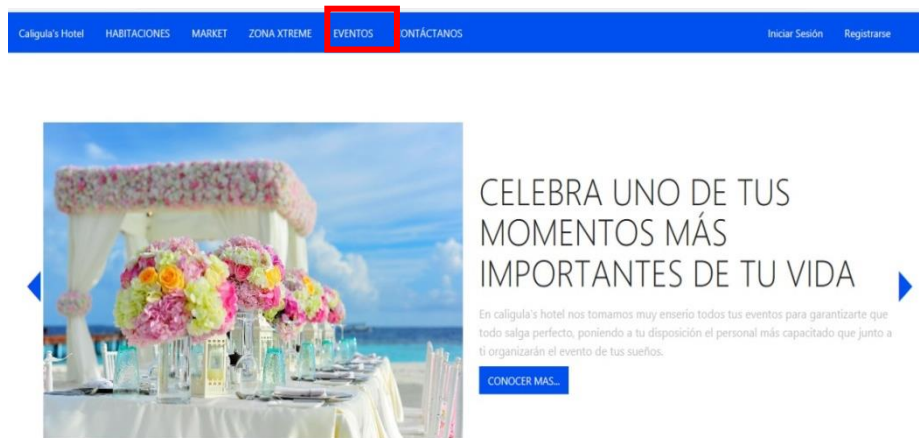 Caligula's Hotel HABITACIONES MARKET ZONA XTREME EVENTOS CONTÁCTANOS Iniciar Sesión Registrarse
CELEBRA UNO DE TUS
MOMENTOS MÁS
IMPORTANTES DE TU VIDA
En caligula's hotel nos tomamos muy enserio todos tus eventos para garantizarte que
todo salga perfecto, poniendo a tu disposición el personal más capacitado que junto a
ti organizarán el evento de tus sueños.
CONOCER MAS...